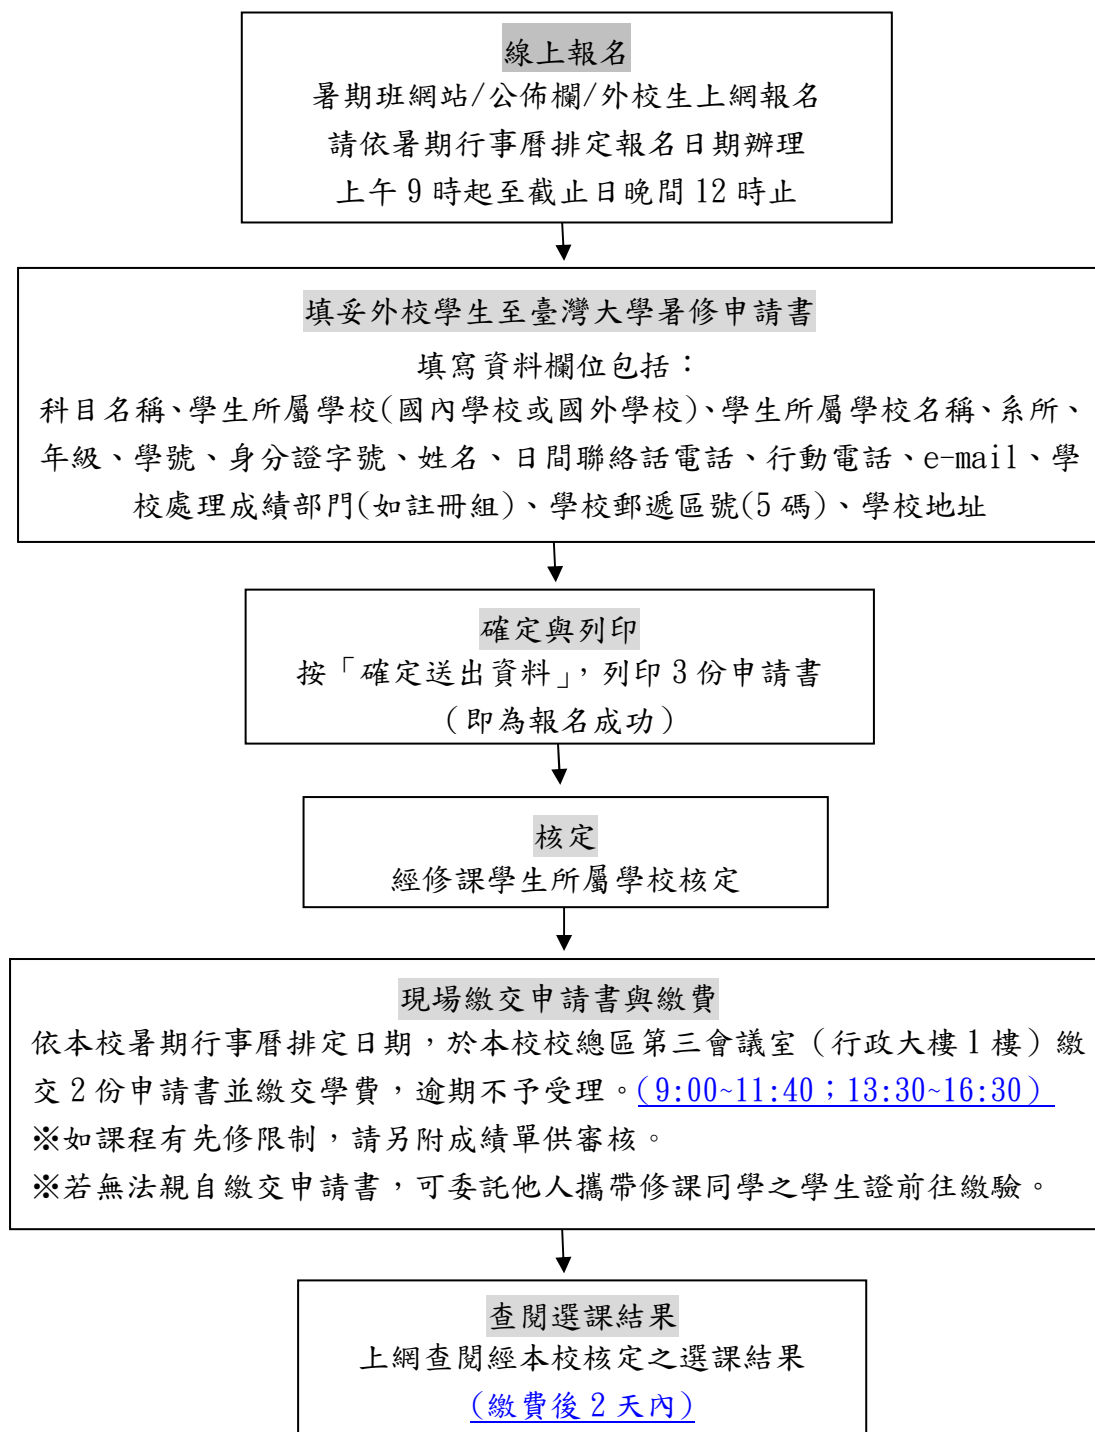 線上報名
暑期班網站/公佈欄/外校生上網報名
請依暑期行事曆排定報名日期辦理
上午 9 時起至截止日晚間 12 時止
填妥外校學生至臺灣大學暑修申請書
填寫資料欄位包括：
科目名稱、學生所屬學校(國內學校或國外學校)、學生所屬學校名稱、系所、
年級、學號、身分證字號、姓名、日間聯絡話電話、行動電話、e-mail、學
校處理成績部門(如註冊組)、學校郵遞區號(5 碼)、學校地址
確定與列印
按「確定送出資料」，列印 3 份申請書
（即為報名成功）
核定
經修課學生所屬學校核定
現場繳交申請書與繳費
依本校暑期行事曆排定日期，於本校校總區第三會議室（行政大樓 1 樓）繳
交 2 份申請書並繳交學費，逾期不予受理。（9:00~11:40；13:30~16:30）
※如課程有先修限制，請另附成績單供審核。
※若無法親自繳交申請書，可委託他人攜帶修課同學之學生證前往繳驗。
查閱選課結果
上網查閱經本校核定之選課結果
（繳費後 2 天內）